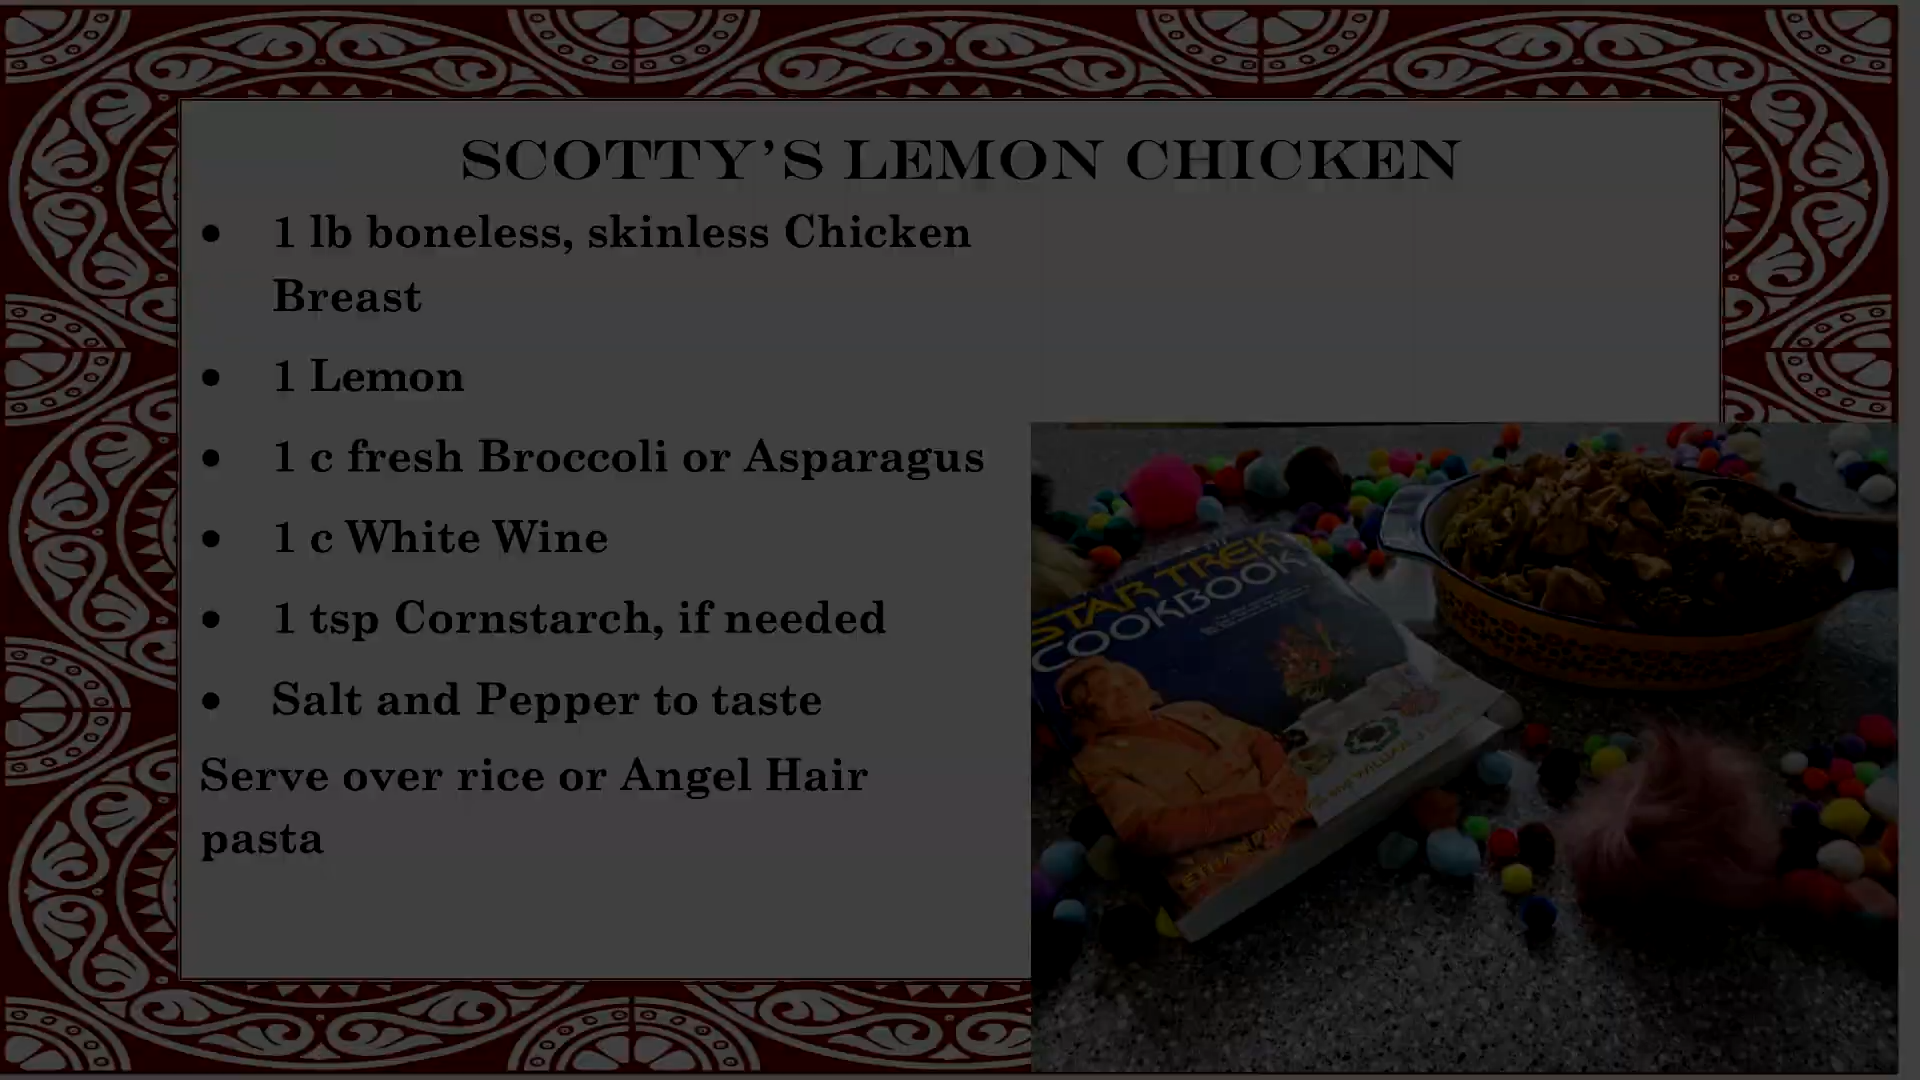 SCOTTY'S LEMON CHICKEN
• 1 lb boneless, skinless Chicken
Breast
• 1 Lemon
• 1 c fresh Broccoli or Asparagus
• 1 c White Wine
• 1 tsp Cornstarch, if needed
• Salt and Pepper to taste
Serve over rice or Angel Hair
pasta
STAR TREK
COOKBOOK